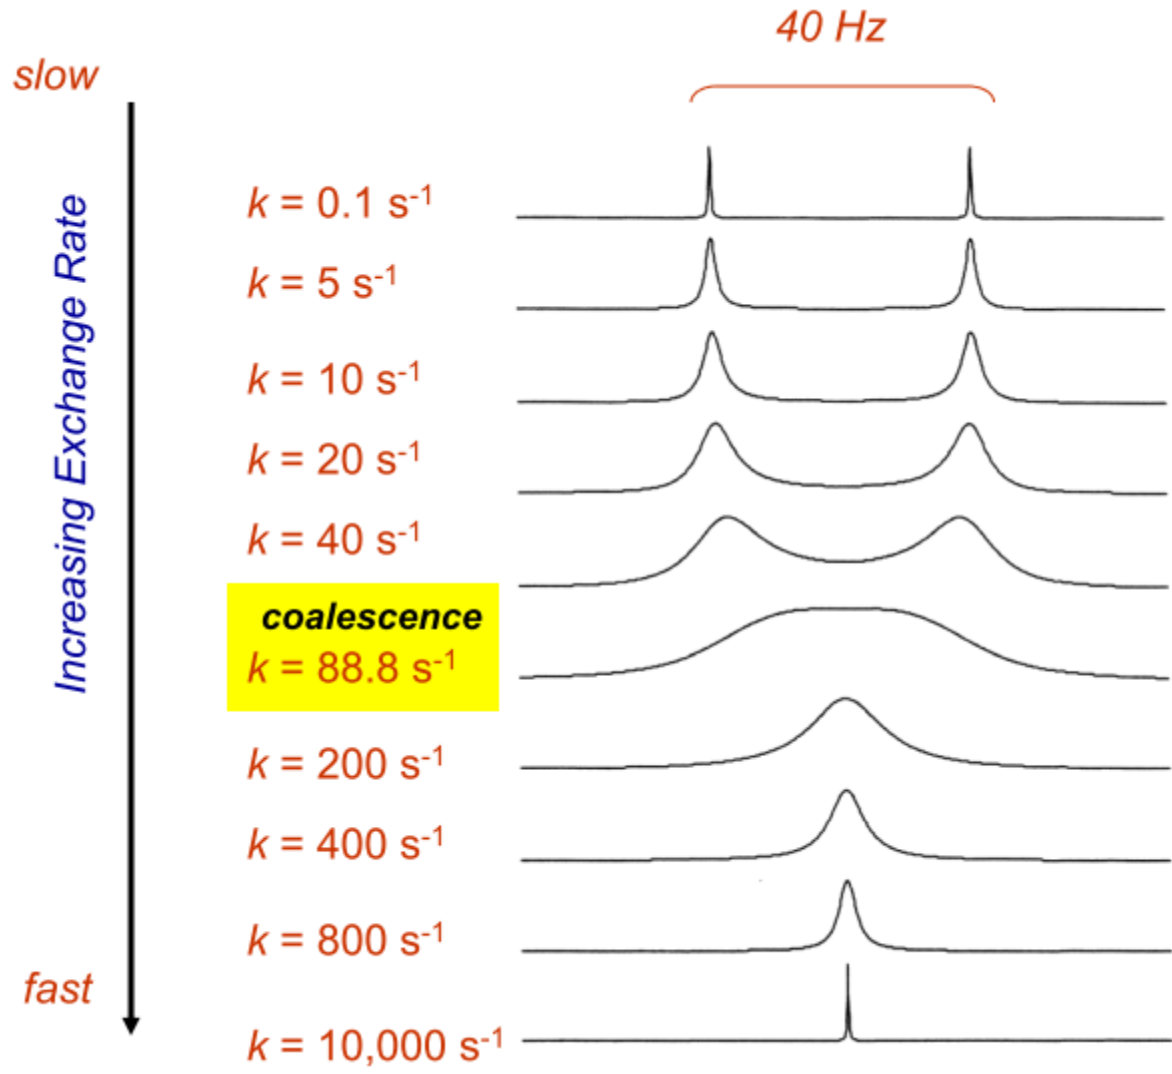 40 Hz
slow
Increasing Exchange Rate
k = 0.1 s-1
k = 5 s-1
k = 10 s-1
k = 20 s-1
k = 40 s-1
coalescence
k = 88.8 s-1
k = 200 s-1
k = 400 s-1
k = 800 s-1
fast
k = 10,000 s-1